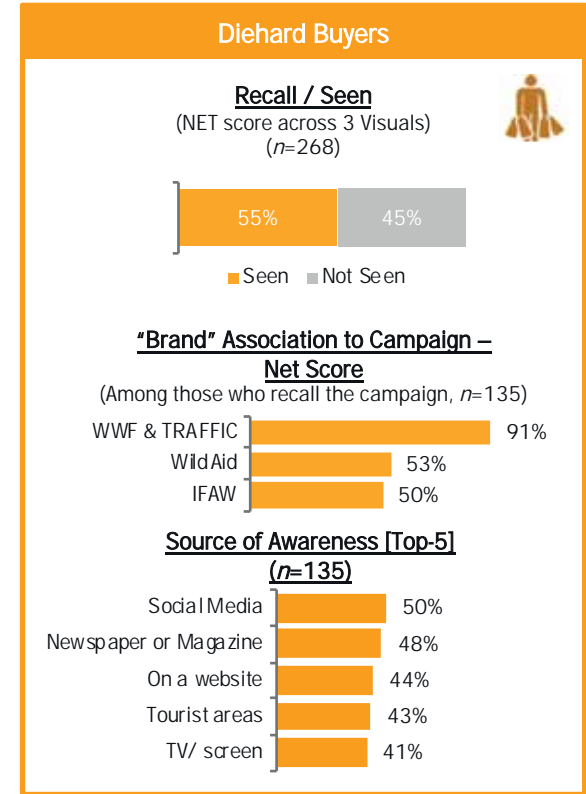 Diehard Buyers
Recall / Seen
(NET score across 3 Visuals)
(n=268)
55%
45%
Seen
Not Seen
“Brand” Association to Campaign –
Net Score
(Among those who recall the campaign, n=135)
WWF & TRAFFIC
91%
WildAid
53%
IFAW
50%
Source of Awareness [Top-5]
(n=135)
Social Media
50%
Newspaper or Magazine
48%
On a website
44%
Tourist areas
43%
TV/ screen
41%